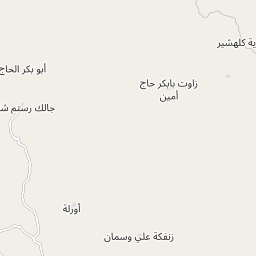 ية كلهشير
أبو بكر الحاج
زاوت بابكر حاج
أمين
جالك رستم ش
أورلة
زنفكة علي وسمان